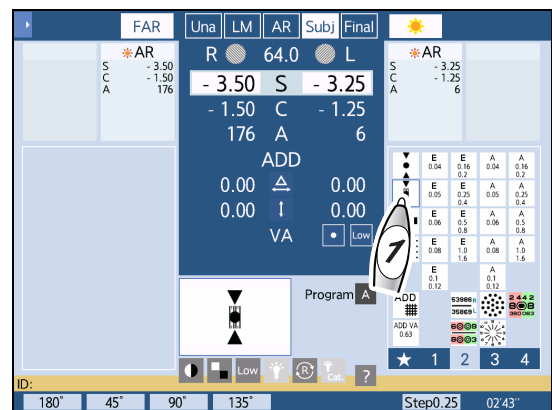 FAR
Una LM AR Subj Final
AR
S - 3.50
C - 1.50
A 176
R 64.0 L
- 3.50 S - 3.25
- 1.50 C - 1.25
176 A 6
ADD
0.00 0.00
0.00 0.00
VA Low
Program A
Low R Cat. ?
AR
S - 3.25
C - 1.25
A 6
E 0.04
E 0.16 0.2
A 0.04
A 0.16 0.2
E 0.05
E 0.25 0.4
A 0.05
A 0.25 0.4
E 0.06
E 0.5 0.8
A 0.06
A 0.5 0.8
E 0.08
E 1.0 1.6
A 0.08
A 1.0 1.6
E 0.1 0.12
A 0.1 0.12
1
ADD
53986 R
35869 L
2442
ADD VA 0.63
6009
9003
★ 1 2 3 4
ID:
180° 45° 90° 135° Step0.25 02'43"